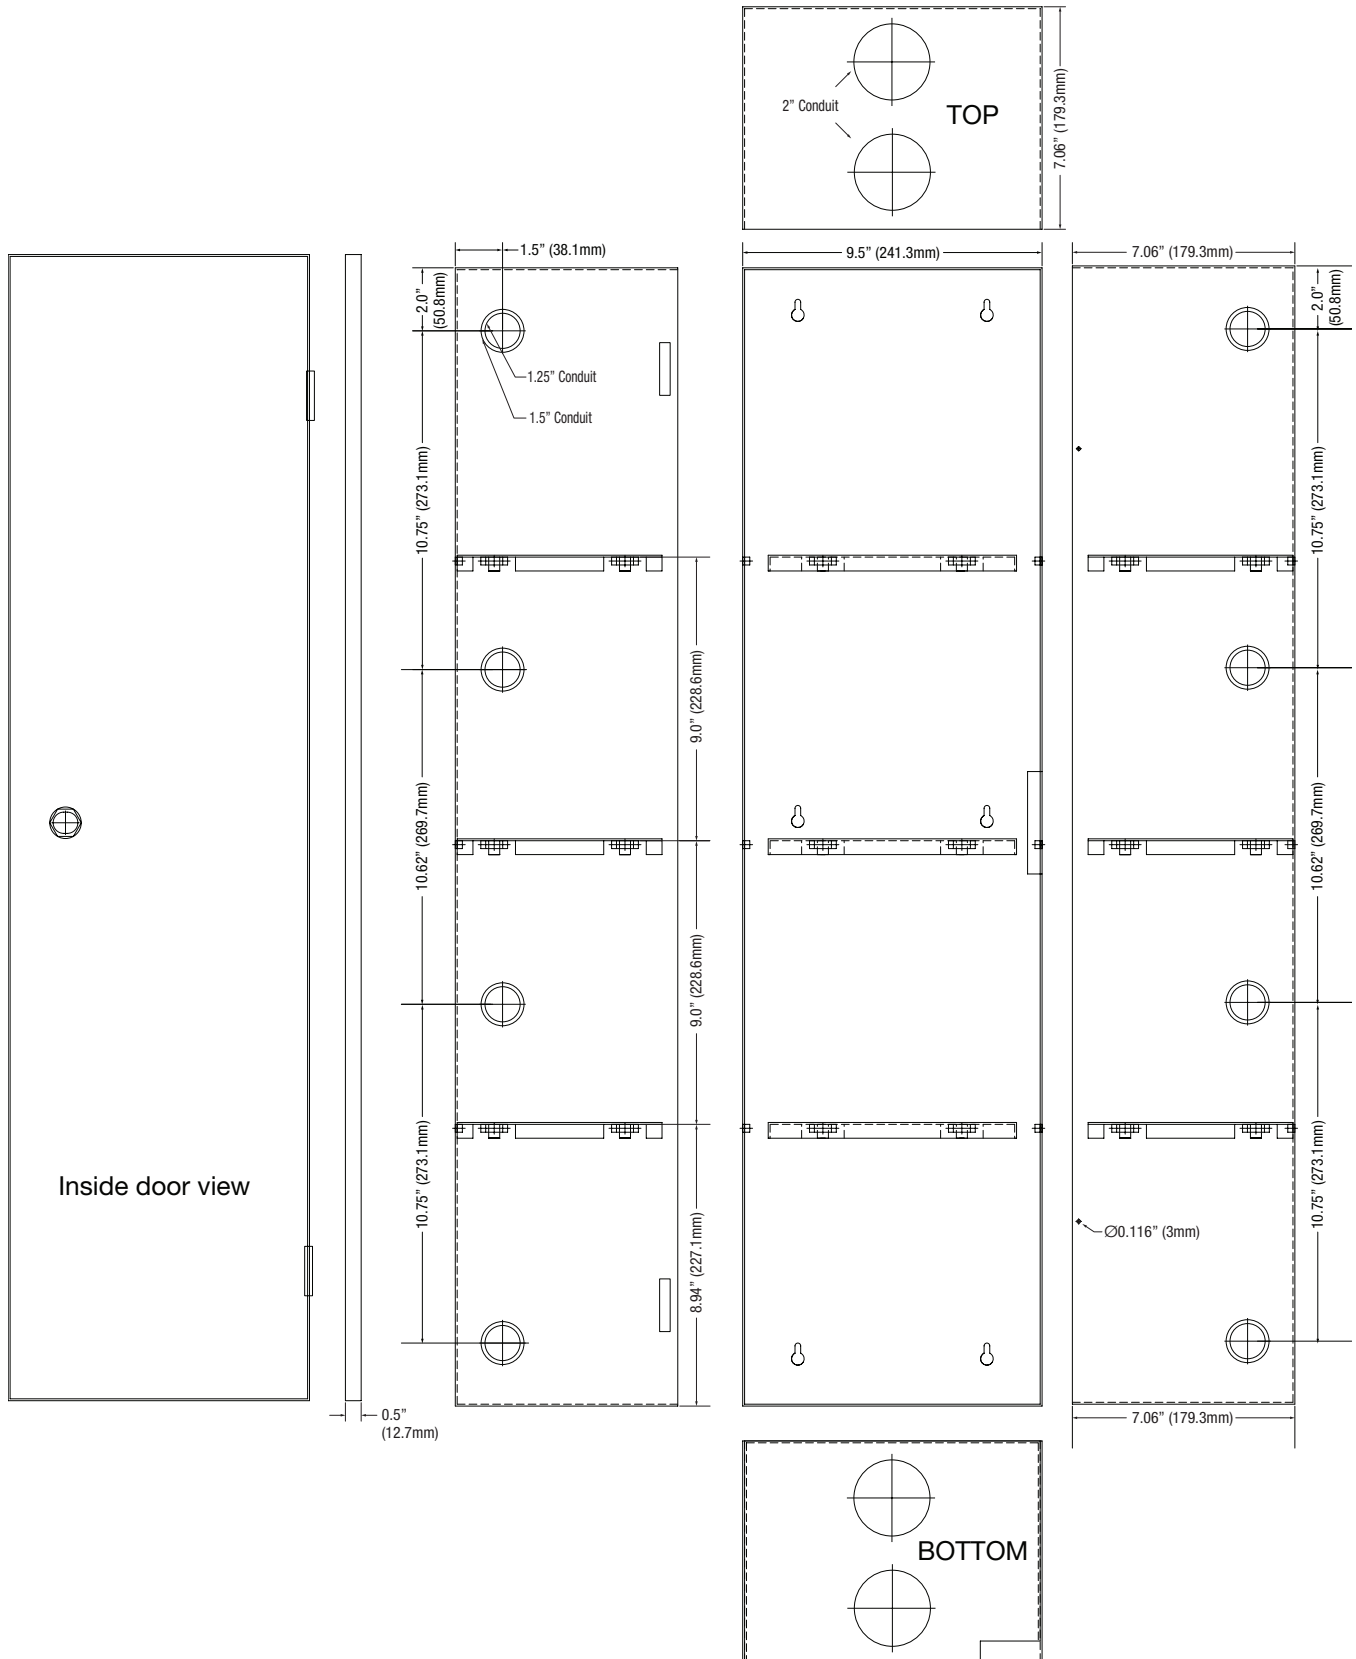 2” Conduit
TOP
7.06” (179.3mm)
1.5” (38.1mm)
9.5” (241.3mm)
7.06” (179.3mm)
2.0”
(50.8mm)
2.0”
(50.8mm)
1.25” Conduit
1.5” Conduit
10.75” (273.1mm)
10.75” (273.1mm)
9.0” (228.6mm)
10.62” (269.7mm)
10.62” (269.7mm)
9.0” (228.6mm)
Inside door view
10.75” (273.1mm)
10.75” (273.1mm)
8.94” (227.1mm)
∅0.116” (3mm)
0.5”
(12.7mm)
7.06” (179.3mm)
BOTTOM